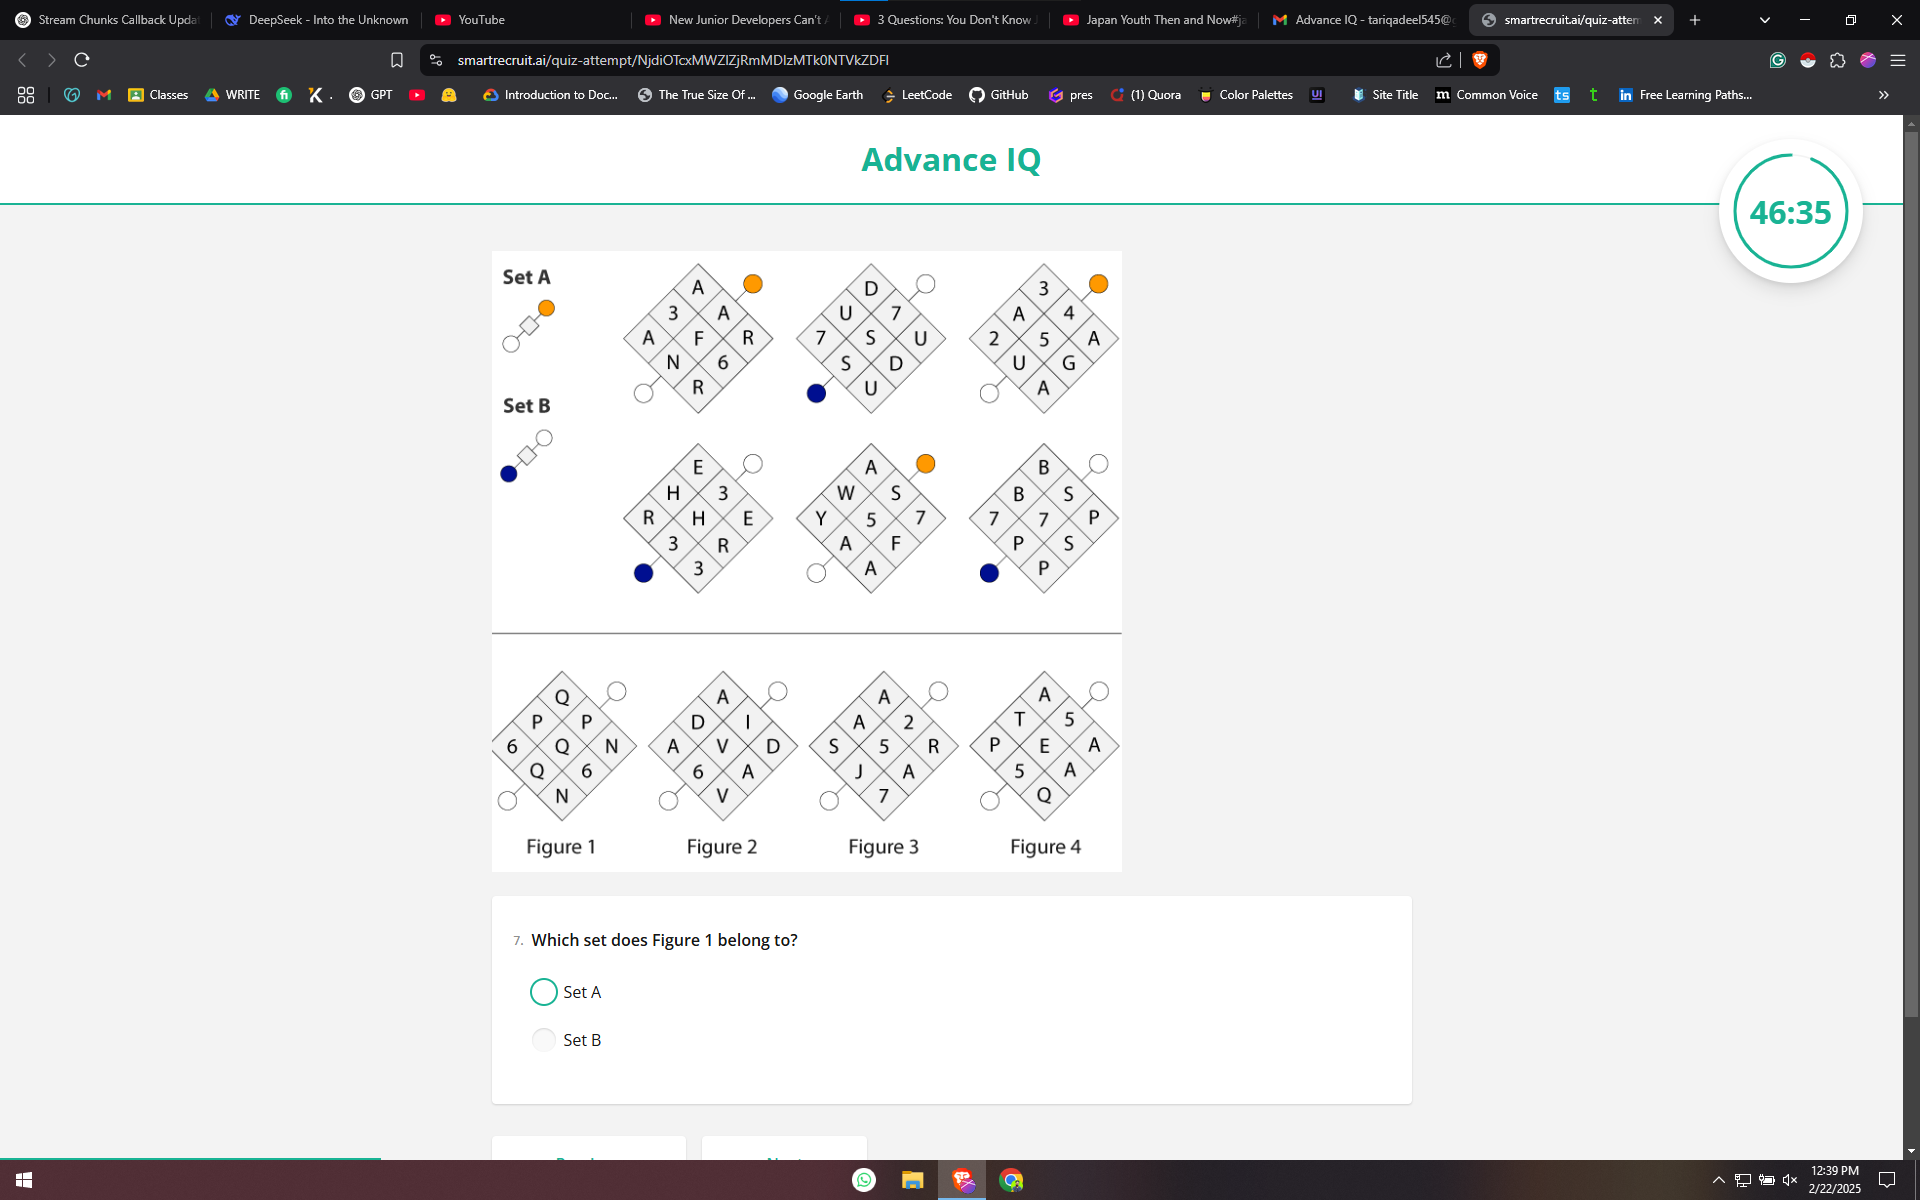 Stream Chunks Callback Upda
DeepSeek - Into the Unknown
YouTube
New Junior Developers Can't
3 Questions: You Don't Know
Japan Youth Then and Now#ja
Advance IQ - tariqadeel545@g
smartrecruit.ai/quiz-attem
smartrecruit.ai/quiz-attempt/NjdiOTcxMWZlZjRmMDIzMTk0NTVkZDFl
Classes
WRITE
GPT
Introduction to Doc...
The True Size Of ...
Google Earth
LeetCode
GitHub
pres
(1) Quora
Color Palettes
UI
Site Title
m Common Voice
ts
t
in Free Learning Paths...
Advance IQ
46:35
Set A
A
3 A
A F R
N 6
R
D
U 7
7 S U
S D
U
3
A 4
2 5 A
U G
A
Set B
E
H 3
R H E
3 R
3
A
W S
Y 5 7
A F
A
B
B S
7 7 P
P S
P
Q
P P
6 Q N
Q 6
N
A
D I
A V D
6 A
V
A
A 2
S 5 R
J A
7
A
T 5
P E A
5 A
Q
Figure 1
Figure 2
Figure 3
Figure 4
7. Which set does Figure 1 belong to?
Set A
Set B
12:39 PM
2/22/2025